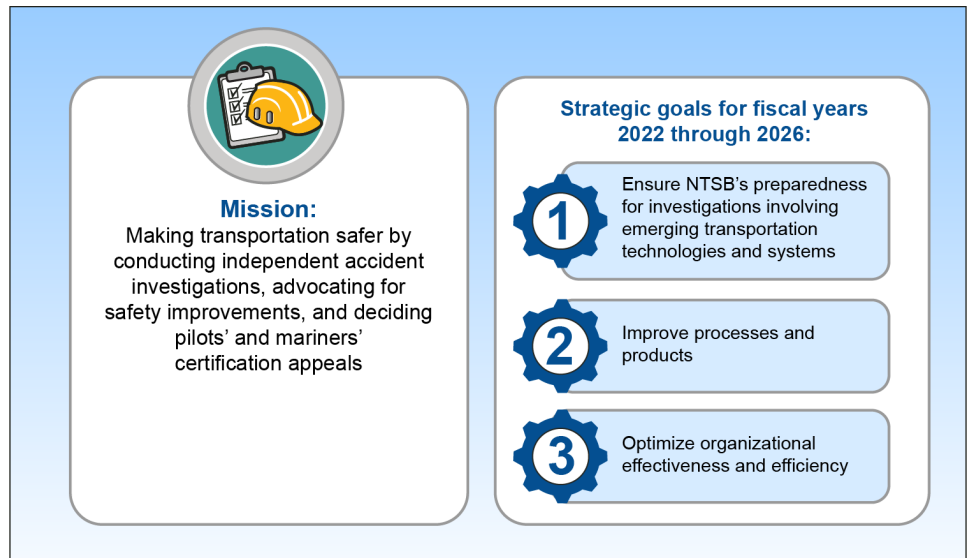 Mission:
Making transportation safer by
conducting independent accident
investigations, advocating for
safety improvements, and deciding
pilots’ and mariners’
certification appeals
Strategic goals for fiscal years
2022 through 2026:
1
Ensure NTSB’s preparedness
for investigations involving
emerging transportation
technologies and systems
2
Improve processes and
products
3
Optimize organizational
effectiveness and efficiency